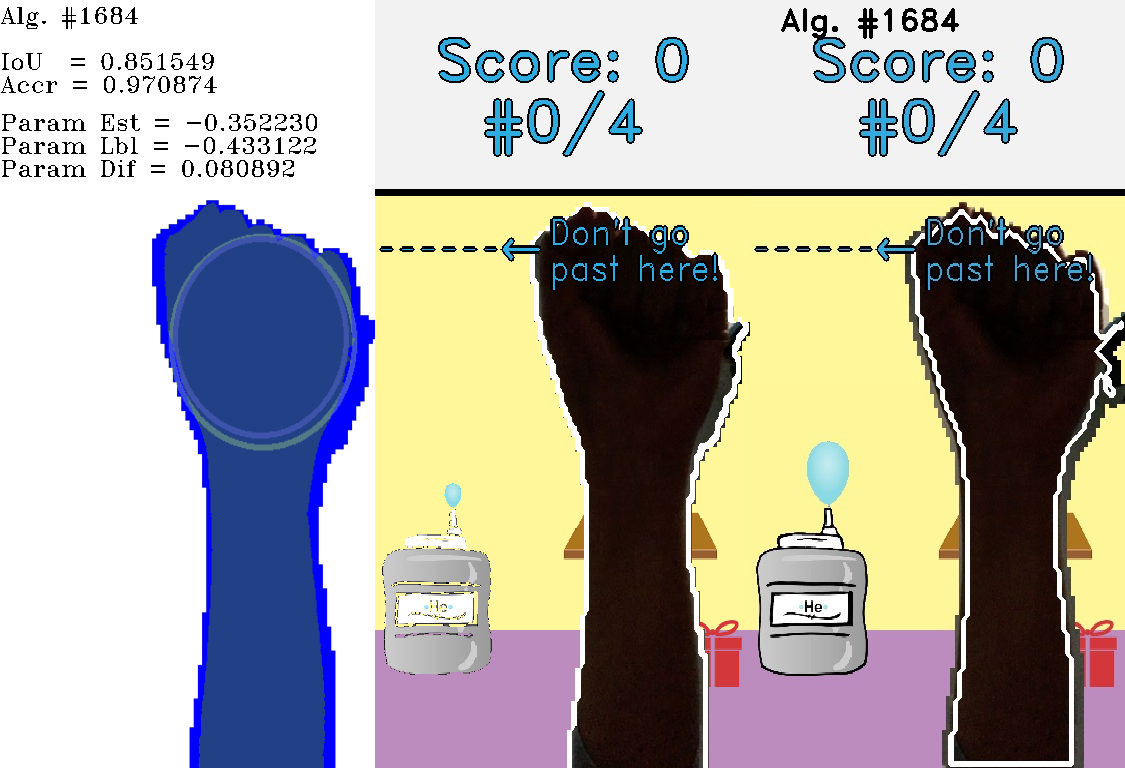 Alg. #1684
IoU = 0.851549
Accr = 0.970874
Param Est = −0.352230
Param Lbl = −0.433122
Param Dif = 0.080892
Score: 0
#0/4
Don't go
past here!
He
Alg. #1684
Score: 0
#0/4
Don't go
past here!
He